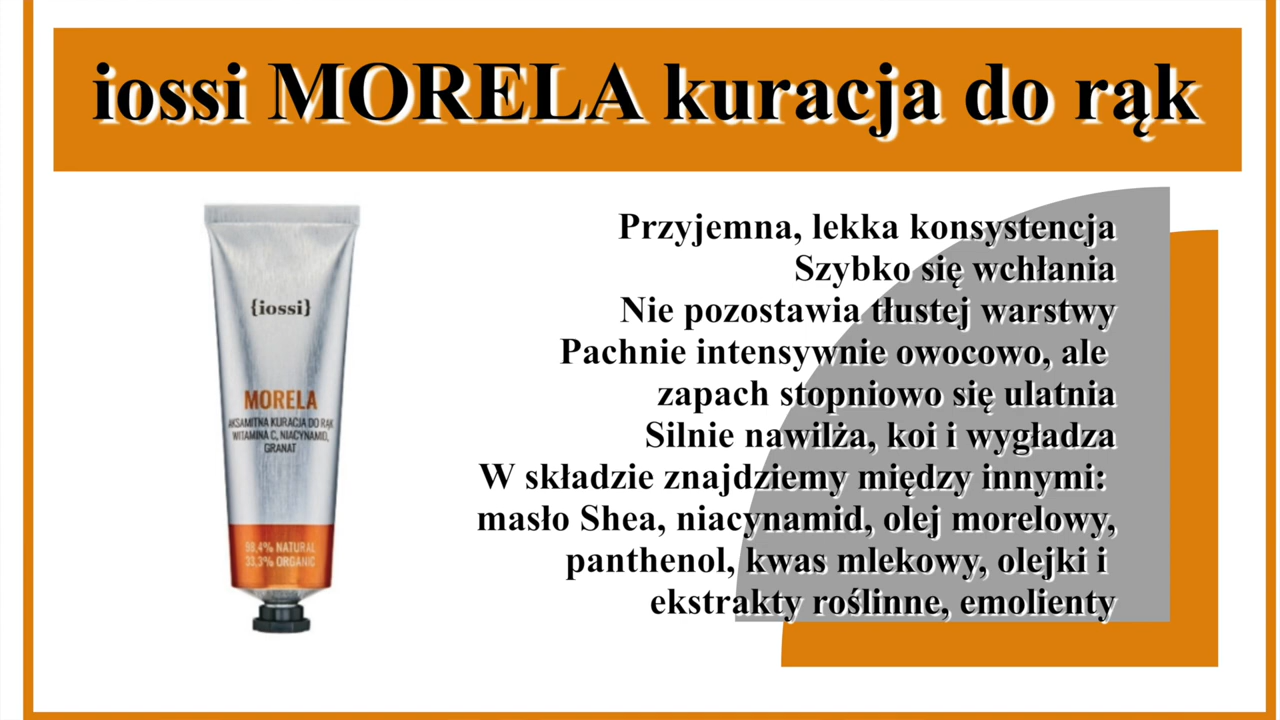 iossi MORELA kuracja do rąk
Przyjemna, lekka konsystencja
Szybko się wchłania
Nie pozostawia tłustej warstwy
Pachnie intensywnie owocowo, ale
zapach stopniowo się ulatnia
Silnie nawilża, koi i wygładza
W składzie znajdziemy między innymi:
masło Shea, niacynamid, olej morelowy,
panthenol, kwas mlekowy, olejki i
ekstrakty roślinne, emolienty
{iossi}
MORELA
AKSAMITNA KURACJA DO RĄK
WITAMINA C, NIACYNAMID,
GRANAT
98,4% NATURAL
33,3% ORGANIC